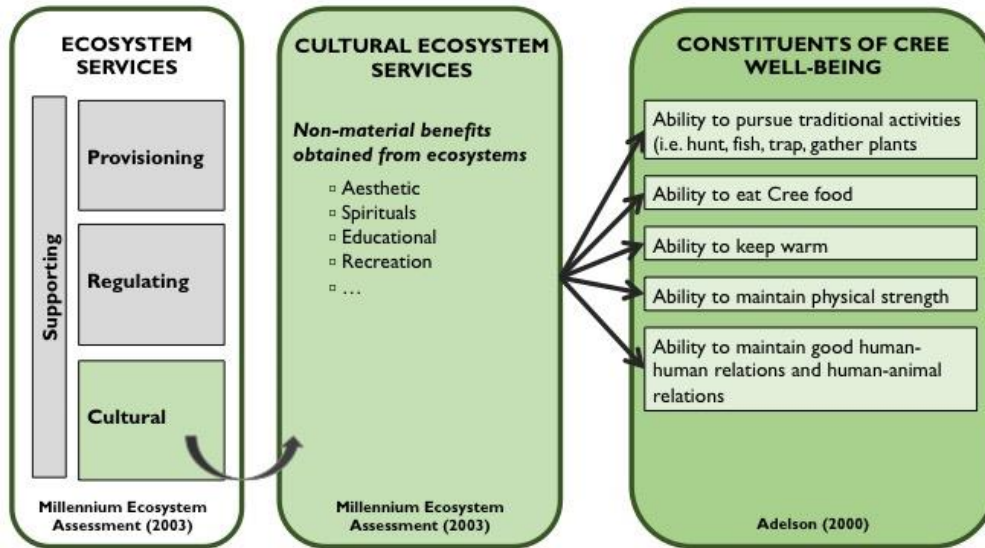 ECOSYSTEM
SERVICES
Supporting
Provisioning
Regulating
Cultural
Millennium Ecosystem
Assessment (2003)
CULTURAL ECOSYSTEM
SERVICES
Non-material benefits
obtained from ecosystems
▫ Aesthetic
▫ Spirituals
▫ Educational
▫ Recreation
▫ …
Millennium Ecosystem
Assessment (2003)
CONSTITUENTS OF CREE
WELL-BEING
Ability to pursue traditional activities
(i.e. hunt, fish, trap, gather plants
Ability to eat Cree food
Ability to keep warm
Ability to maintain physical strength
Ability to maintain good human-
human relations and human-animal
relations
Adelson (2000)